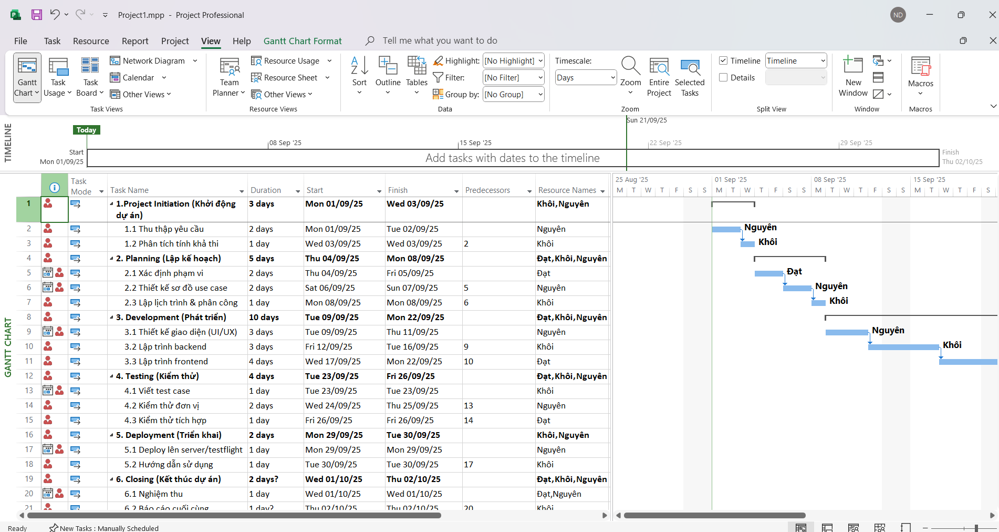 Project1.mpp - Project Professional
ND
File Task Resource Report Project View Help Gantt Chart Format Tell me what you want to do
Gantt Chart
Task Usage
Task Board
Network Diagram
Calendar
Other Views
Task Views
Team Planner
Resource Usage
Resource Sheet
Other Views
Resource Views
Sort
Outline
Tables
Highlight: [No Highlight]
Filter: [No Filter]
Group by: [No Group]
Data
Timescale:
Days
Zoom
Entire Project
Selected Tasks
Zoom
Timeline Timeline
Details
Split View
New Window
Window
Macros
Macros
TIMELINE
Sun 21/09/25
Today
08 Sep '25 15 Sep '25 22 Sep '25 29 Sep '25
Start
Mon 01/09/25
Add tasks with dates to the timeline
Finish
Thu 02/10/25
GANTT CHART
Task Mode Task Name Duration Start Finish Predecessors Resource Names
25 Aug '25 01 Sep '25 08 Sep '25 15 Sep '25
M T W T F S S M T W T F S S M T W T F S S M T W T F S
1 1.Project Initiation (Khởi động dự án) 3 days Mon 01/09/25 Wed 03/09/25 Khôi,Nguyên
2 1.1 Thu thập yêu cầu 2 days Mon 01/09/25 Tue 02/09/25 Nguyên Nguyên
3 1.2 Phân tích tính khả thi 1 day Wed 03/09/25 Wed 03/09/25 2 Khôi Khôi
4 2. Planning (Lập kế hoạch) 5 days Thu 04/09/25 Mon 08/09/25 Đạt,Khôi,Nguyên
5 2.1 Xác định phạm vi 2 days Thu 04/09/25 Fri 05/09/25 Đạt Đạt
6 2.2 Thiết kế sơ đồ use case 2 days Sat 06/09/25 Sun 07/09/25 5 Nguyên Nguyên
7 2.3 Lập lịch trình & phân công 1 day Mon 08/09/25 Mon 08/09/25 6 Khôi Khôi
8 3. Development (Phát triển) 10 days Tue 09/09/25 Mon 22/09/25 Đạt,Khôi,Nguyên
9 3.1 Thiết kế giao diện (UI/UX) 3 days Tue 09/09/25 Thu 11/09/25 Nguyên Nguyên
10 3.2 Lập trình backend 3 days Fri 12/09/25 Tue 16/09/25 9 Khôi Khôi
11 3.3 Lập trình frontend 4 days Wed 17/09/25 Mon 22/09/25 10 Đạt
12 4. Testing (Kiểm thử) 4 days Tue 23/09/25 Fri 26/09/25 Đạt,Khôi,Nguyên
13 4.1 Viết test case 1 day Tue 23/09/25 Tue 23/09/25 Khôi
14 4.2 Kiểm thử đơn vị 2 days Wed 24/09/25 Thu 25/09/25 13 Nguyên
15 4.3 Kiểm thử tích hợp 1 day Fri 26/09/25 Fri 26/09/25 14 Đạt
16 5. Deployment (Triển khai) 2 days Mon 29/09/25 Tue 30/09/25 Khôi,Nguyên
17 5.1 Deploy lên server/testflight 1 day Mon 29/09/25 Mon 29/09/25 Nguyên
18 5.2 Hướng dẫn sử dụng 1 day Tue 30/09/25 Tue 30/09/25 17 Khôi
19 6. Closing (Kết thúc dự án) 2 days? Wed 01/10/25 Thu 02/10/25 Đạt,Khôi,Nguyên
20 6.1 Nghiệm thu 1 day Wed 01/10/25 Wed 01/10/25 Đạt,Nguyên
21 6.2 Báo cáo cuối cùng 1 day? Thu 02/10/25 Thu 02/10/25 20 Khôi
Ready New Tasks : Manually Scheduled